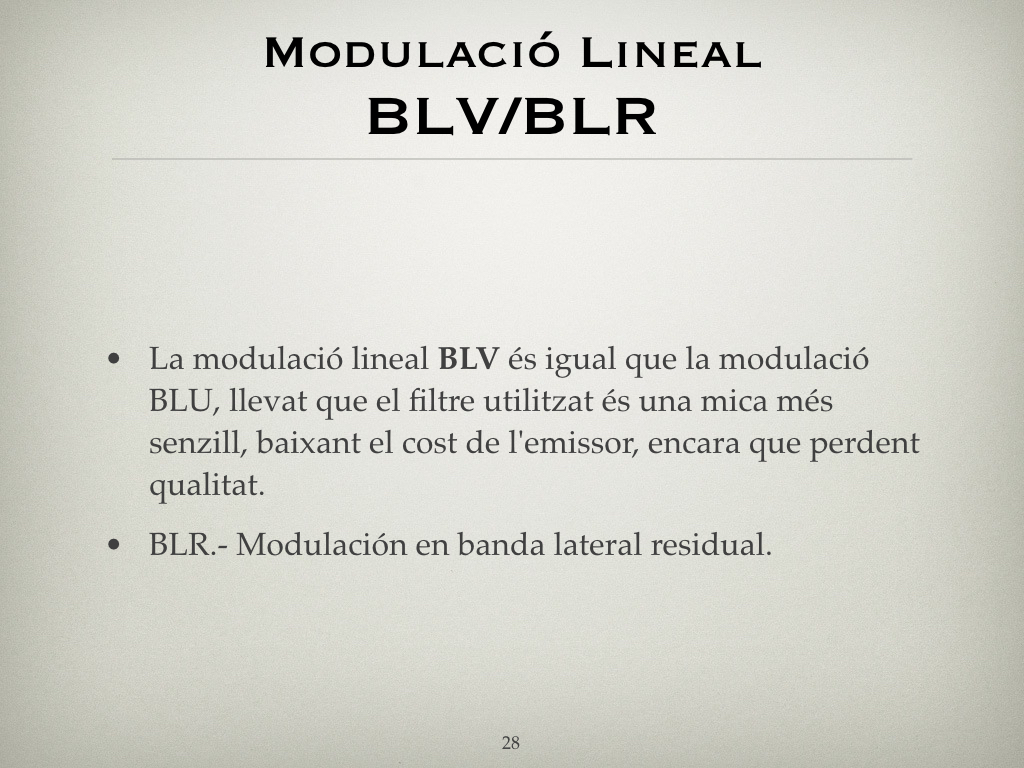 Modulació Lineal
BLV/BLR
• La modulació lineal BLV és igual que la modulació
BLU, llevat que el filtre utilitzat és una mica més
senzill, baixant el cost de l'emissor, encara que perdent
qualitat.
• BLR.- Modulación en banda lateral residual.
28